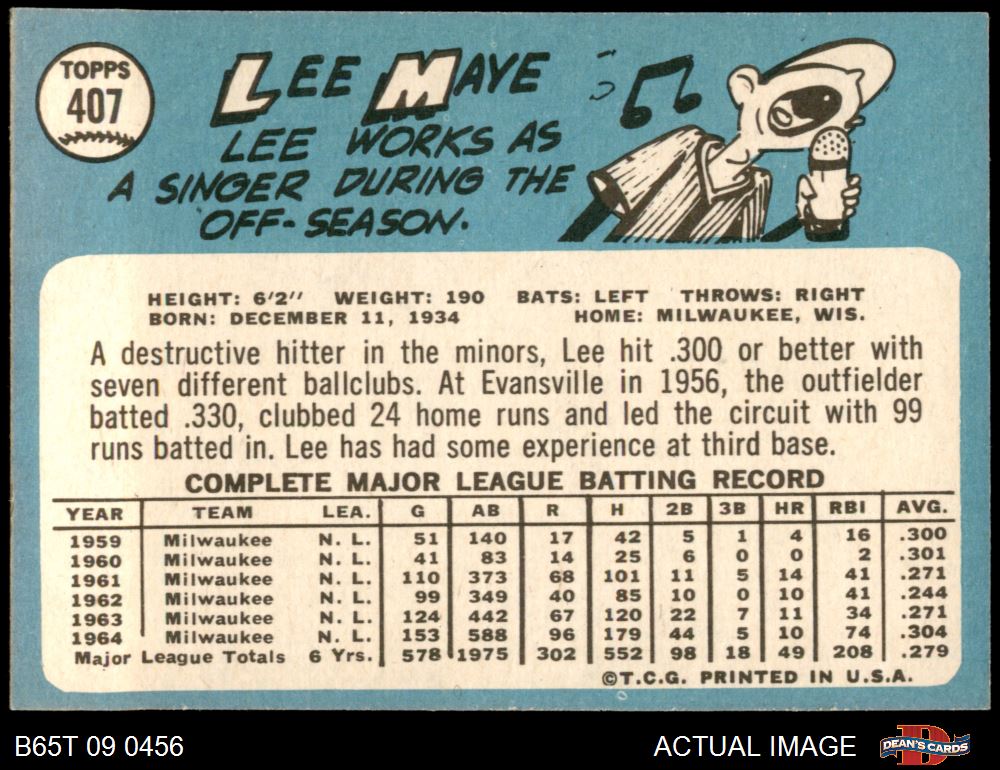 TOPPS
407
LEE MAYE
LEE WORKS AS
A SINGER DURING THE
OFF-SEASON.
HEIGHT: 6'2" WEIGHT: 190 BATS: LEFT THROWS: RIGHT
BORN: DECEMBER 11, 1934 HOME: MILWAUKEE, WIS.
A destructive hitter in the minors, Lee hit .300 or better with
seven different ballclubs. At Evansville in 1956, the outfielder
batted .330, clubbed 24 home runs and led the circuit with 99
runs batted in. Lee has had some experience at third base.
COMPLETE MAJOR LEAGUE BATTING RECORD
YEAR TEAM LEA. G AB R H 2B 3B HR RBI AVG.
1959 Milwaukee N. L. 51 140 17 42 5 1 4 16 .300
1960 Milwaukee N. L. 41 83 14 25 6 0 0 2 .301
1961 Milwaukee N. L. 110 373 68 101 11 5 14 41 .271
1962 Milwaukee N. L. 99 349 40 85 10 0 10 41 .244
1963 Milwaukee N. L. 124 442 67 120 22 7 11 34 .271
1964 Milwaukee N. L. 153 588 96 179 44 5 10 74 .304
Major League Totals 6 Yrs. 578 1975 302 552 98 18 49 208 .279
©T.C.G. PRINTED IN U.S.A.
B65T 09 0456 ACTUAL IMAGE DEAN'S CARDS